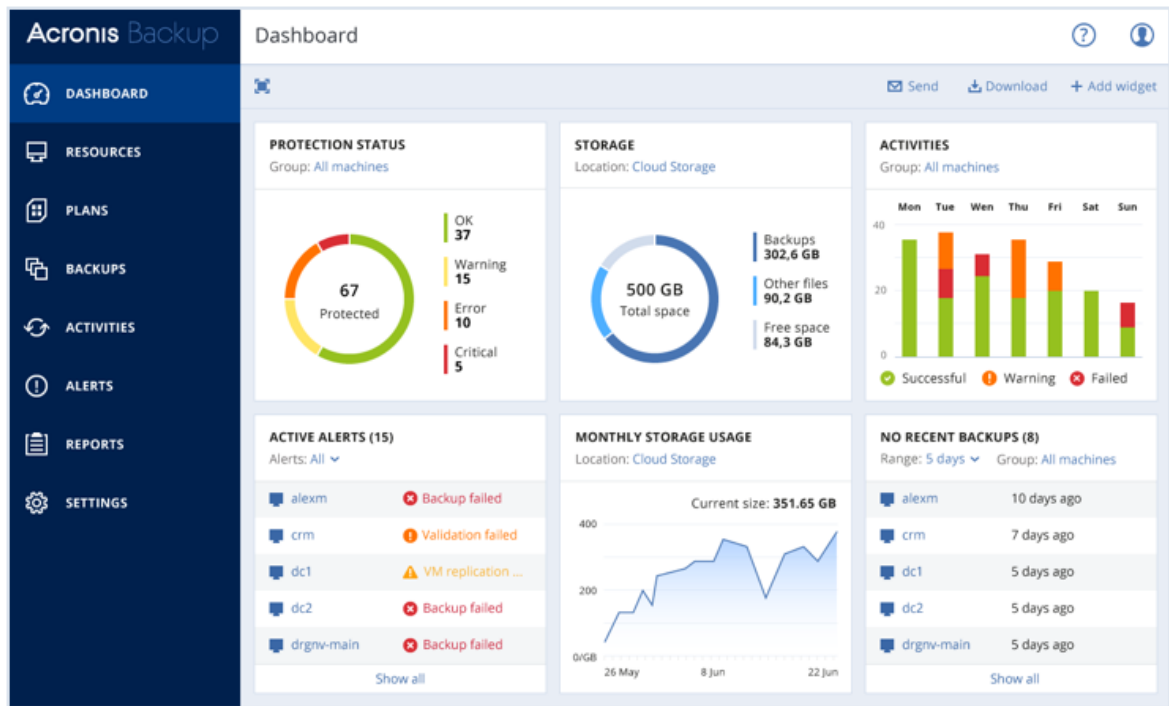 Acronis Backup
Dashboard
DASHBOARD
RESOURCES
PLANS
BACKUPS
ACTIVITIES
ALERTS
REPORTS
SETTINGS
Send
Download
+ Add widget
PROTECTION STATUS
Group: All machines
67
Protected
OK
37
Warning
15
Error
10
Critical
5
STORAGE
Location: Cloud Storage
500 GB
Total space
Backups
302,6 GB
Other files
90,2 GB
Free space
84,3 GB
ACTIVITIES
Group: All machines
Mon Tue Wen Thu Fri Sat Sun
40
20
0
Successful Warning Failed
ACTIVE ALERTS (15)
Alerts: All
alexm Backup failed
crm Validation failed
dc1 VM replication ...
dc2 Backup failed
drgnv-main Backup failed
Show all
MONTHLY STORAGE USAGE
Location: Cloud Storage
Current size: 351.65 GB
400
200
0/GB
26 May 8 Jun 22 Jun
NO RECENT BACKUPS (8)
Range: 5 days Group: All machines
alexm 10 days ago
crm 7 days ago
dc1 5 days ago
dc2 5 days ago
drgnv-main 5 days ago
Show all